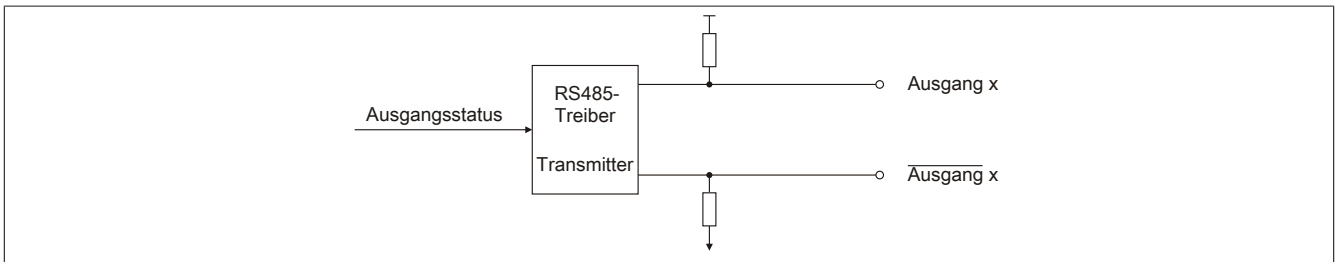 Ausgangsstatus
RS485-
Treiber
Transmitter
Ausgang x
Ausgang x